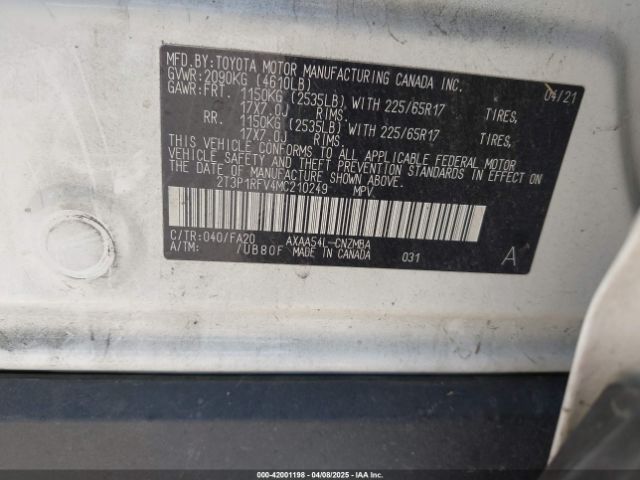 MFD.BY: TOYOTA MOTOR MANUFACTURING CANADA INC.
GVWR: 2090KG (4610LB) 04/21
GAWR: FRT. 1150KG (2535LB) WITH 225/65R17 TIRES,
17X7.0J RIMS.
RR. 1150KG (2535LB) WITH 225/65R17 TIRES,
17X7.0J RIMS.
THIS VEHICLE CONFORMS TO ALL APPLICABLE FEDERAL MOTOR
VEHICLE SAFETY AND THEFT PREVENTION STANDARDS IN EFFECT ON
THE DATE OF MANUFACTURE SHOWN ABOVE.
2T3P1RFV4MC210249 MPV
C/TR: 040/FA20 AXAA54L-CNZMBA
A/TM: /UB80F MADE IN CANADA 031 A
000-42001198 - 04/08/2025 - IAAI.COM